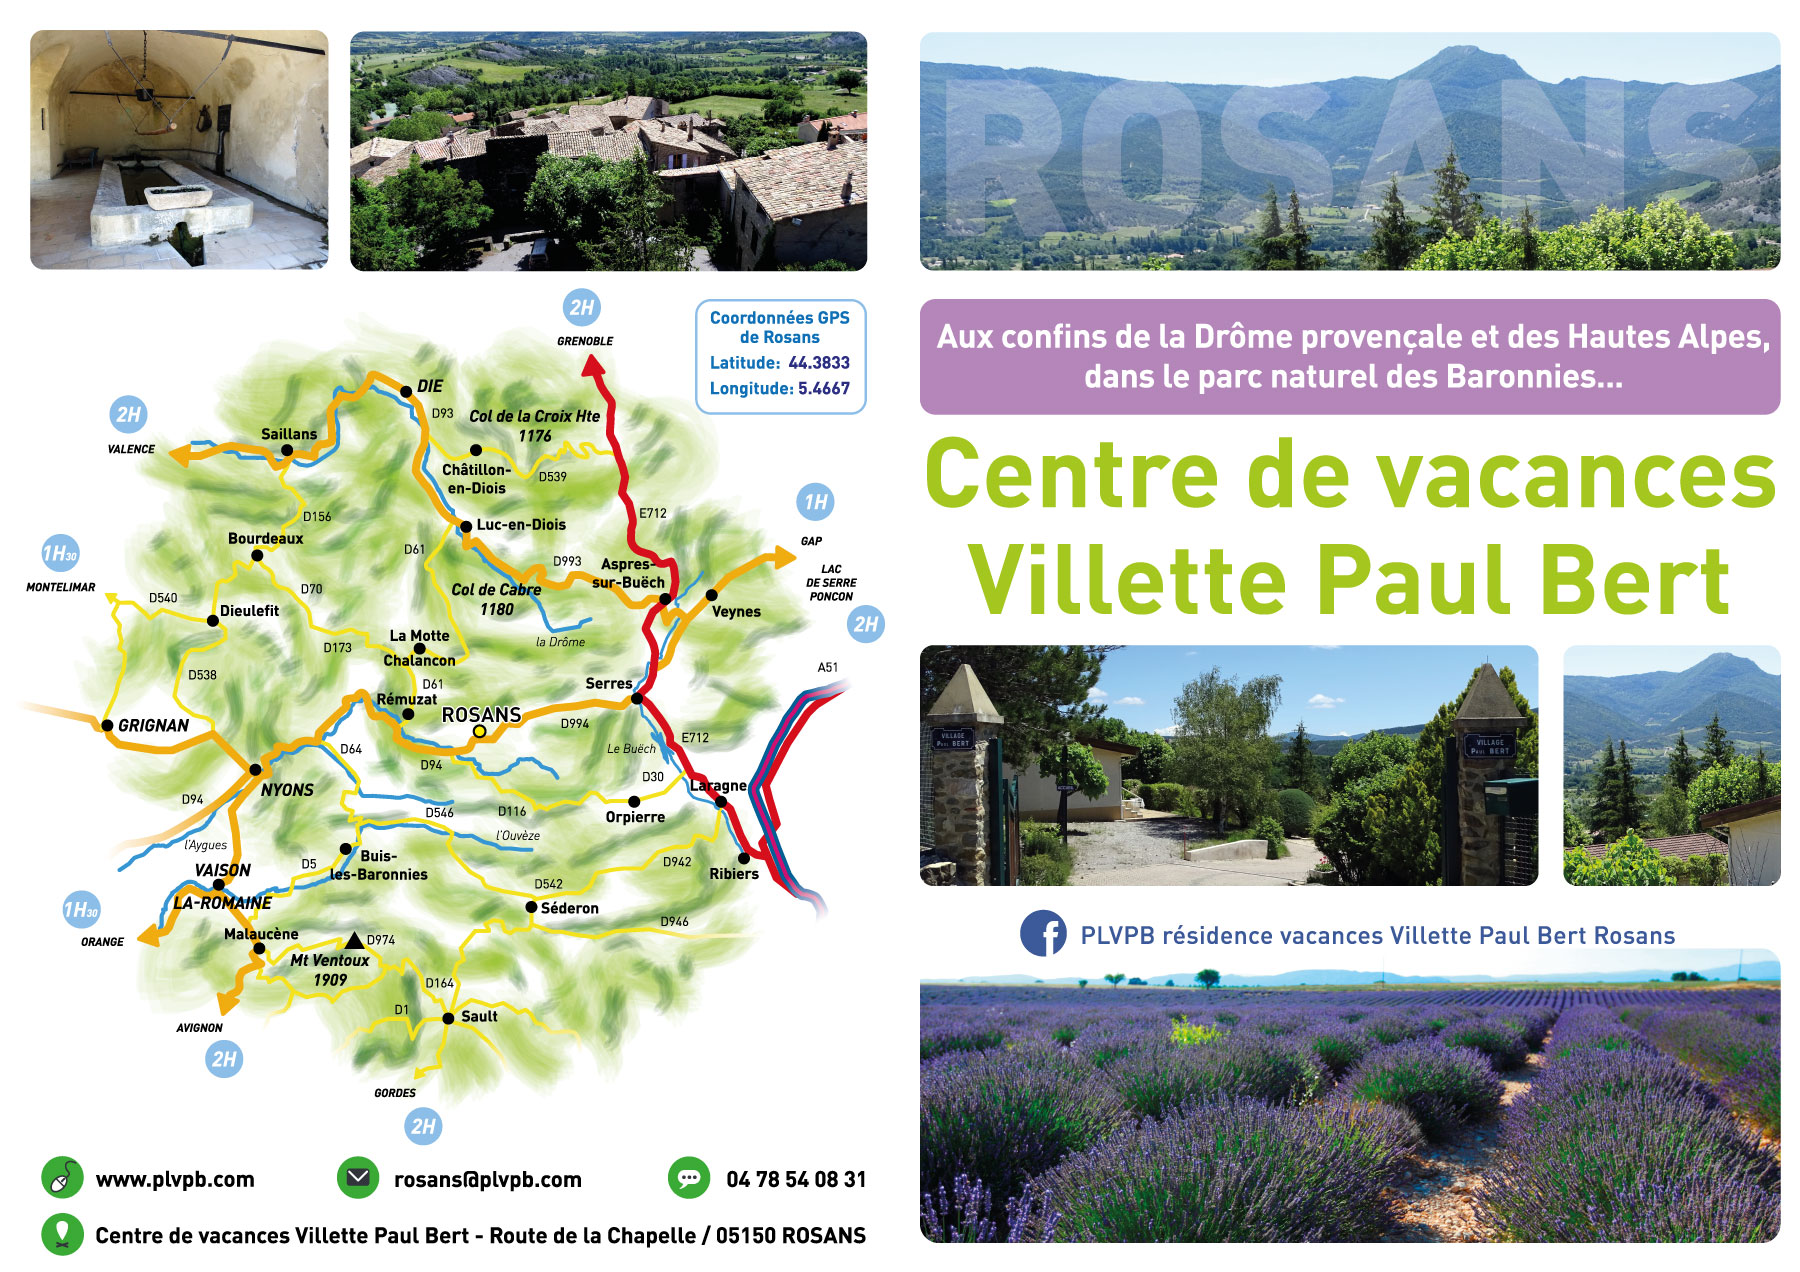 Coordonnées GPS
de Rosans
Latitude: 44.3833
Longitude: 5.4667
2H
GRENOBLE
DIE
D93
Col de la Croix Hte
1176
2H
VALENCE
Saillans
Châtillon-
en-Diois
D539
D156
E712
1H
GAP
Luc-en-Diois
Bourdeaux
D61
D993
Aspres-
sur-Buëch
LAC
DE SERRE
PONCON
2H
1H30
MONTELIMAR
D540
D70
Col de Cabre
1180
Dieulefit
Veynes
la Drôme
La Motte
Chalancon
D173
D538
D61
A51
Serres
Rémuzat
ROSANS
GRIGNAN
D994
E712
Le Buëch
D64
D94
D30
NYONS
Laragne
D94
D546
D116
Orpierre
l'Ouvèze
l'Aygues
D5
Buis-
les-Baronnies
D942
Ribiers
VAISON
LA-ROMAINE
D542
Séderon
D946
1H30
ORANGE
Malaucène
D974
Mt Ventoux
1909
D164
D1
Sault
AVIGNON
2H
GORDES
2H
www.plvpb.com
rosans@plvpb.com
04 78 54 08 31
Centre de vacances Villette Paul Bert - Route de la Chapelle / 05150 ROSANS
ROSANS
Aux confins de la Drôme provençale et des Hautes Alpes,
dans le parc naturel des Baronnies...
Centre de vacances
Villette Paul Bert
VILLAGE
PAUL BERT
VILLAGE
PAUL BERT
PLVPB résidence vacances Villette Paul Bert Rosans